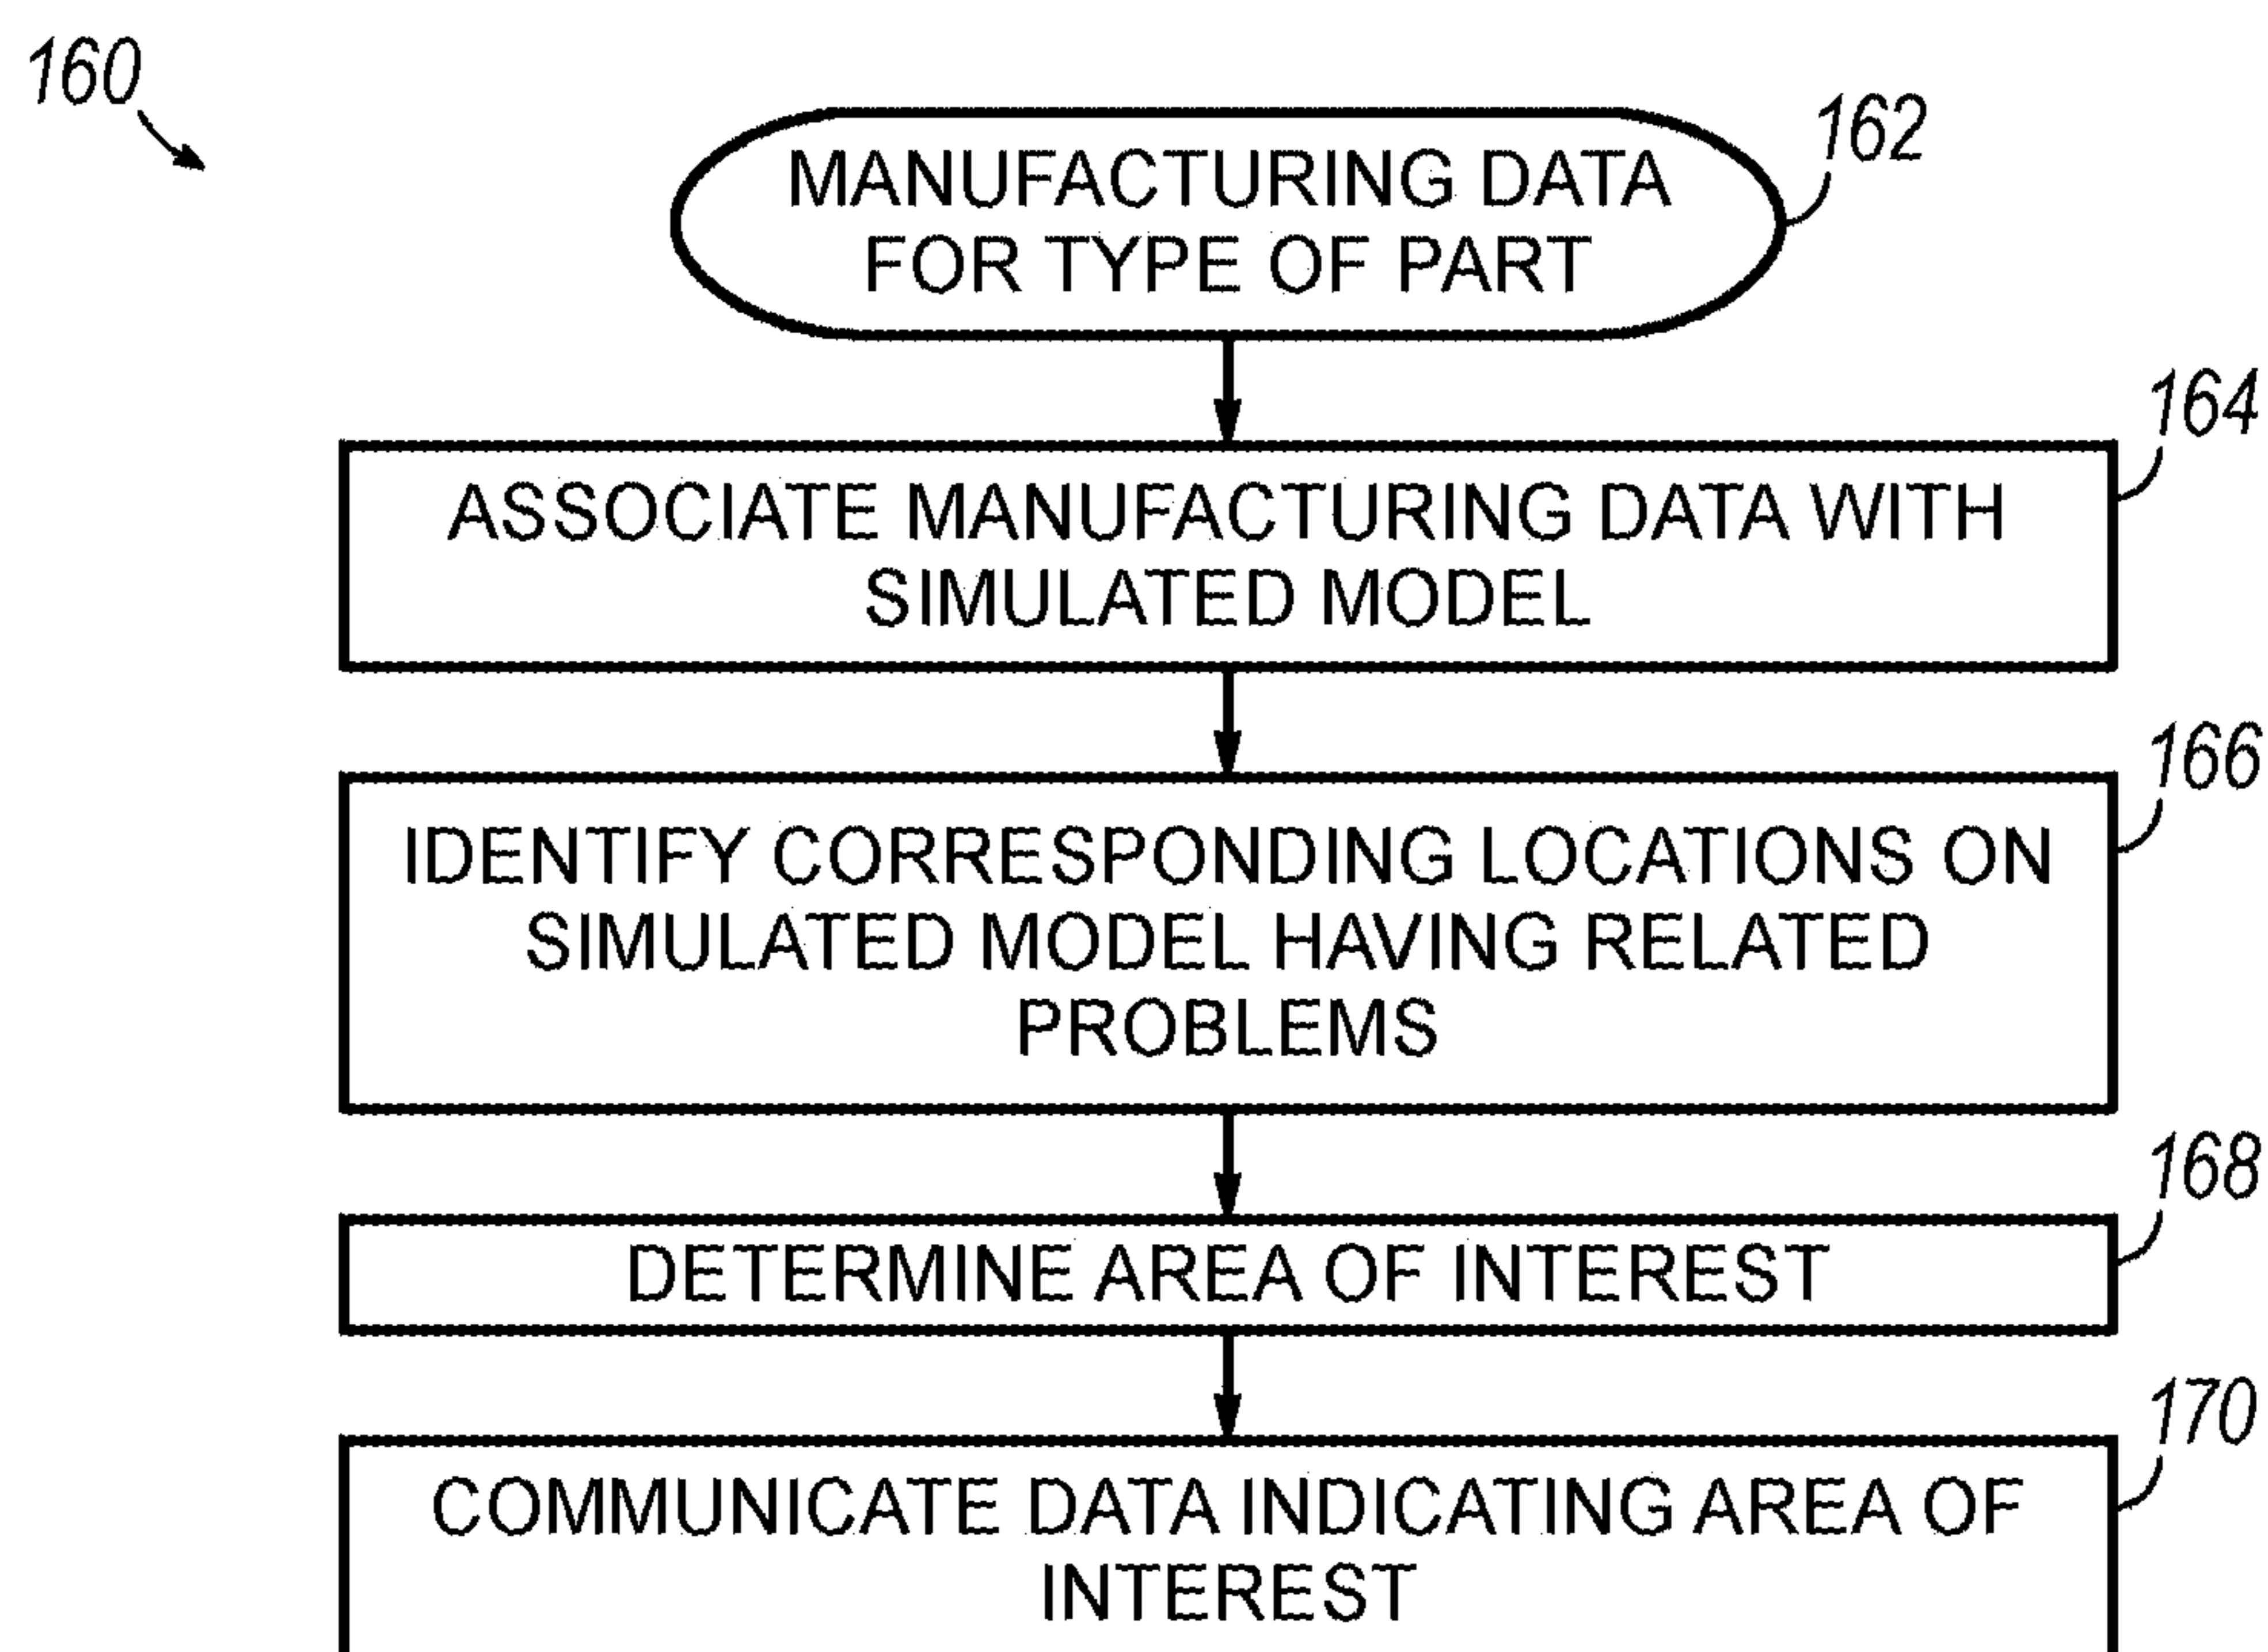 160
162
MANUFACTURING DATA
FOR TYPE OF PART
164
ASSOCIATE MANUFACTURING DATA WITH
SIMULATED MODEL
166
IDENTIFY CORRESPONDING LOCATIONS ON
SIMULATED MODEL HAVING RELATED
PROBLEMS
168
DETERMINE AREA OF INTEREST
170
COMMUNICATE DATA INDICATING AREA OF
INTEREST